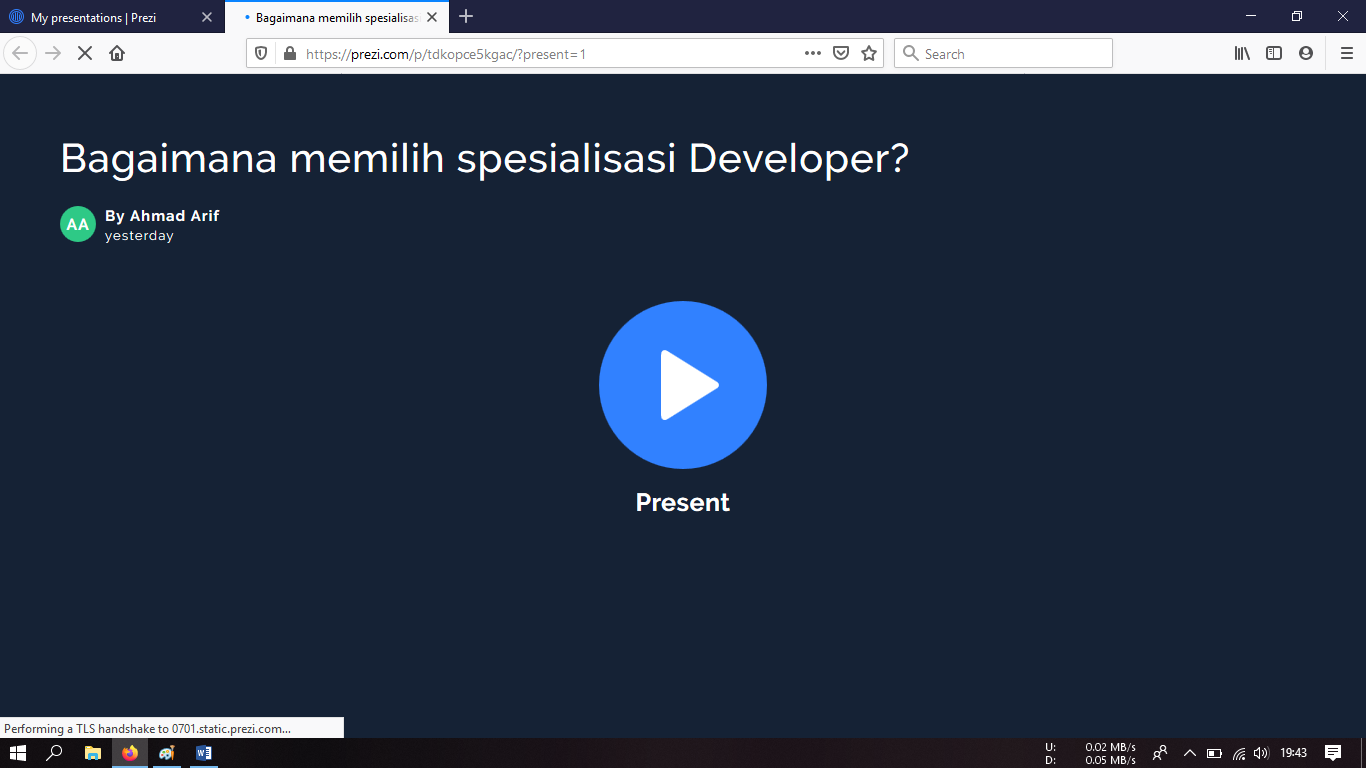 My presentations | Prezi
Bagaimana memilih spesialisas
https://prezi.com/p/tdkopce5kgac/?present=1
Search
Bagaimana memilih spesialisasi Developer?
AA
By Ahmad Arif
yesterday
Present
Performing a TLS handshake to 0701.static.prezi.com...
U: 0.02 MB/s
D: 0.05 MB/s
19:43